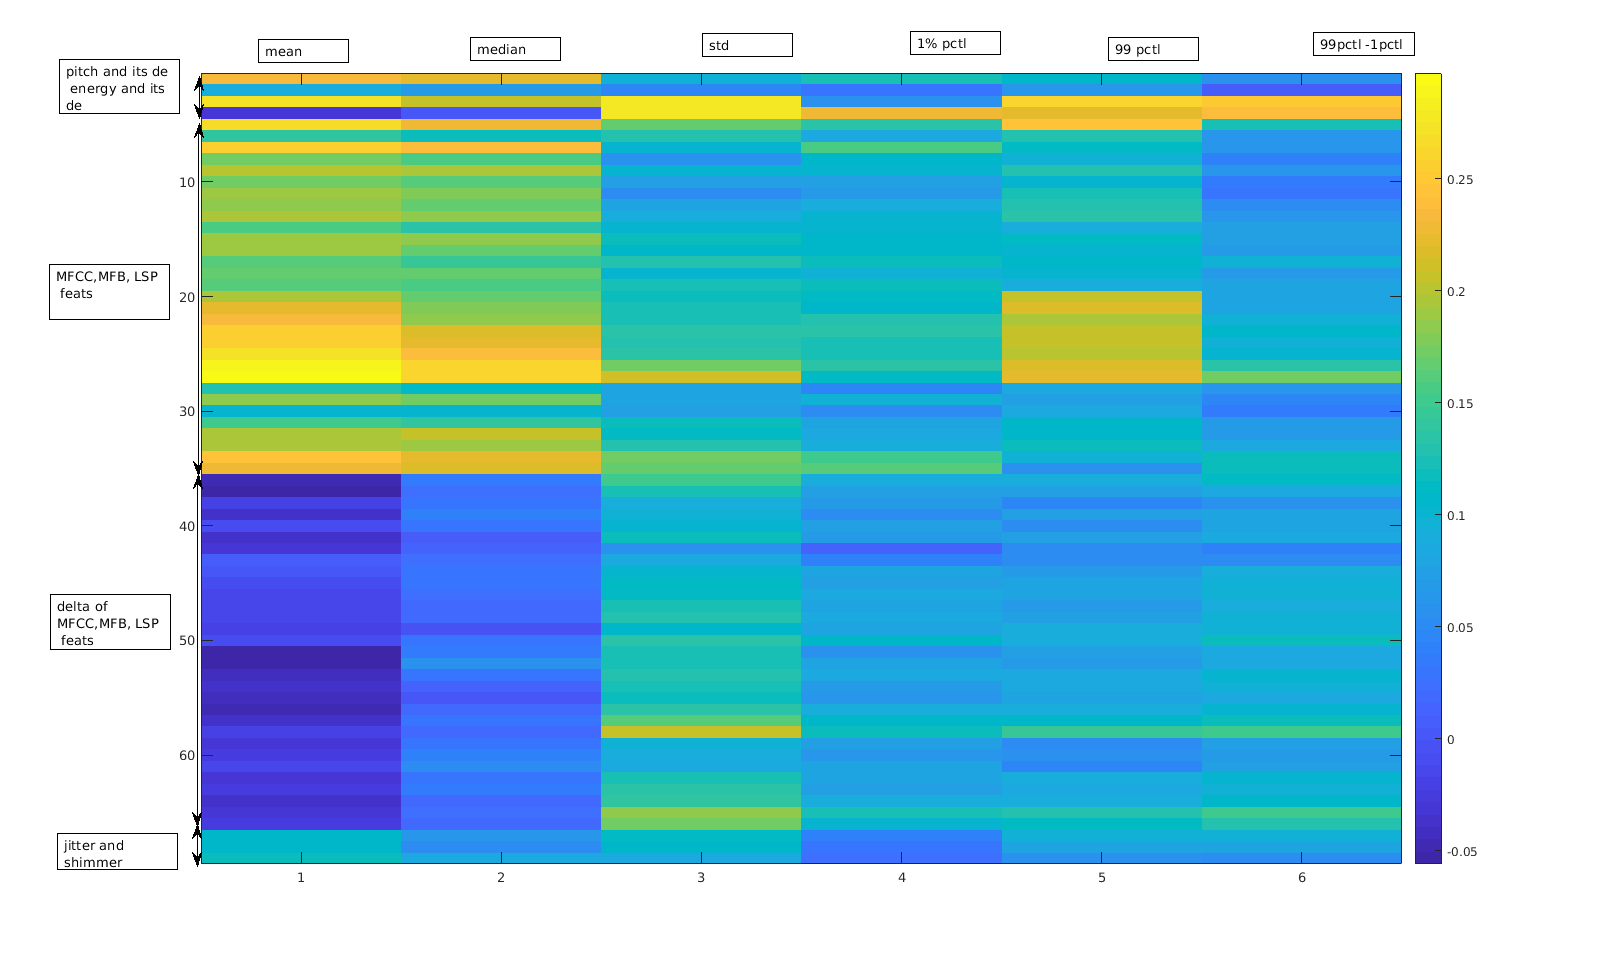 mean
median
std
1% pctl
99 pctl
99pctl -1pctl
pitch and its de
energy and its
de
MFCC,MFB, LSP
feats
delta of
MFCC,MFB, LSP
feats
jitter and
shimmer
10
20
30
40
50
60
1
2
3
4
5
6
0.25
0.2
0.15
0.1
0.05
0
-0.05